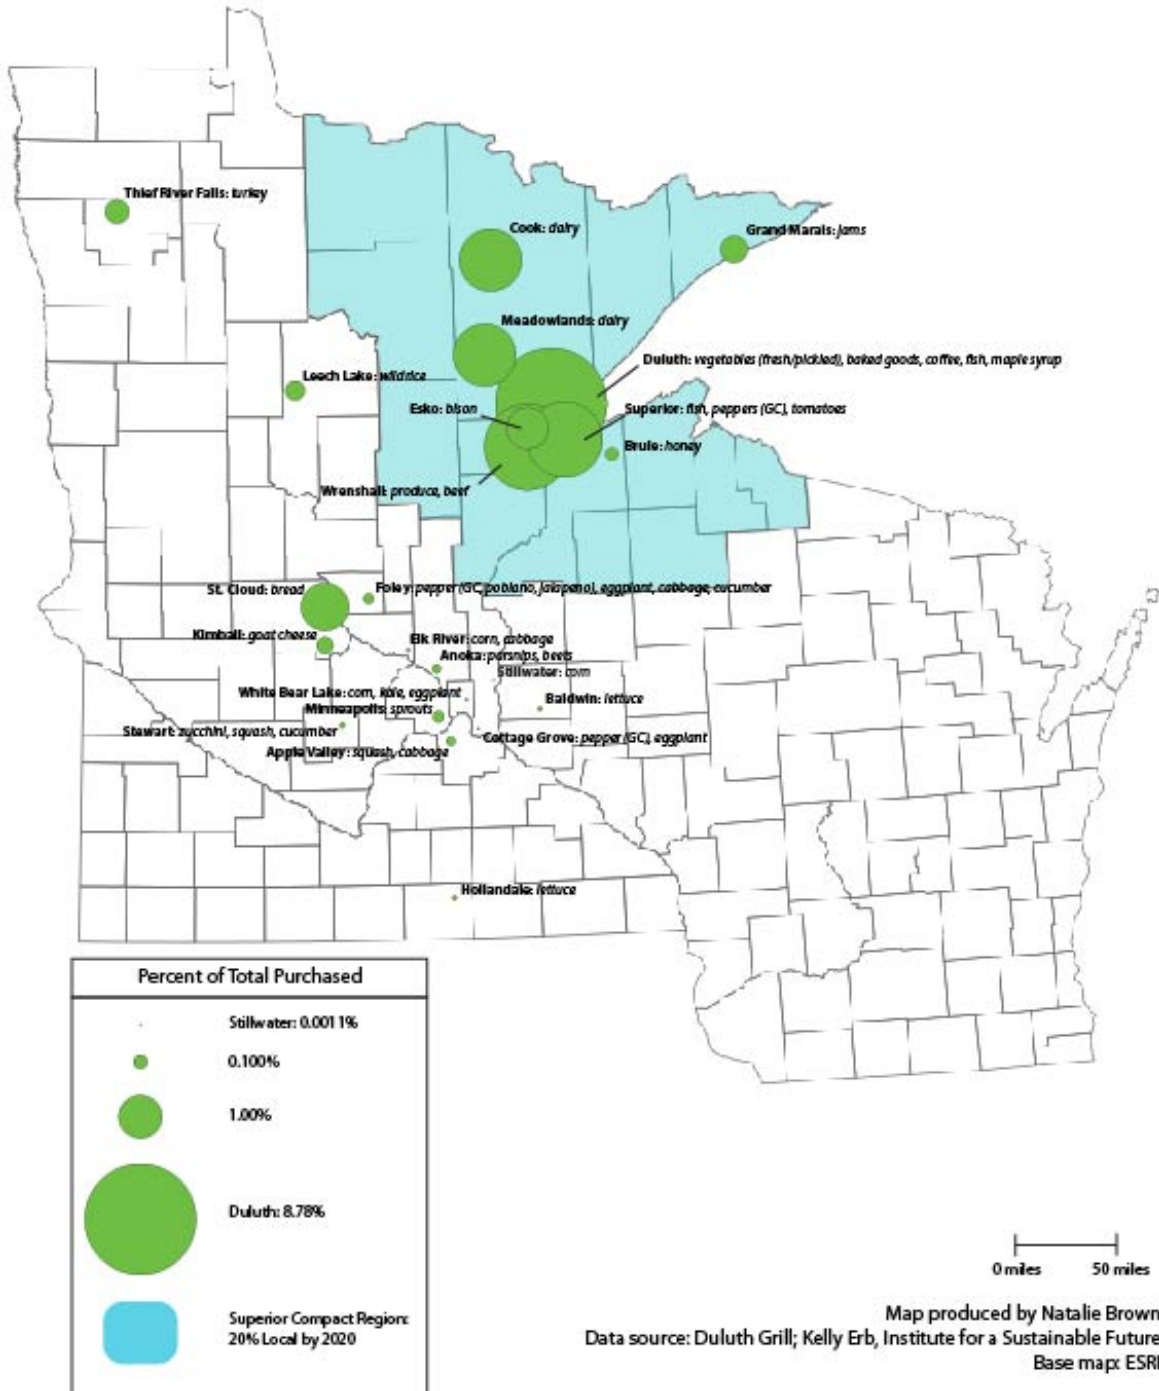 Thief River Falls: turkey
Cook: dairy
Grand Marais: jams
Meadowlands: dairy
Duluth: vegetables (fresh/pickled), baked goods, coffee, fish, maple syrup
Leech Lake: wild rice
Esko: bison
Superior: fish, peppers (GC), tomatoes
Brule: honey
Wrenshall: produce, beef
St. Cloud: bread
Foley: pepper (GC, poblano, jalapeno), eggplant, cabbage, cucumber
Kimball: goat cheese
Elk River: corn, cabbage
Anoka: parsnips, beets
Stillwater: corn
White Bear Lake: corn, kale, eggplant
Baldwin: lettuce
Minneapolis: sprouts
Stewart: zucchini, squash, cucumber
Cottage Grove: pepper (GC), eggplant
Apple Valley: squash, cabbage
Hollandale: lettuce
Percent of Total Purchased
Stillwater: 0.0011%
0.100%
1.00%
Duluth: 8.78%
Superior Compact Region:
20% Local by 2020
0 miles 50 miles
Map produced by Natalie Brown
Data source: Duluth Grill; Kelly Erb, Institute for a Sustainable Future
Base map: ESRI